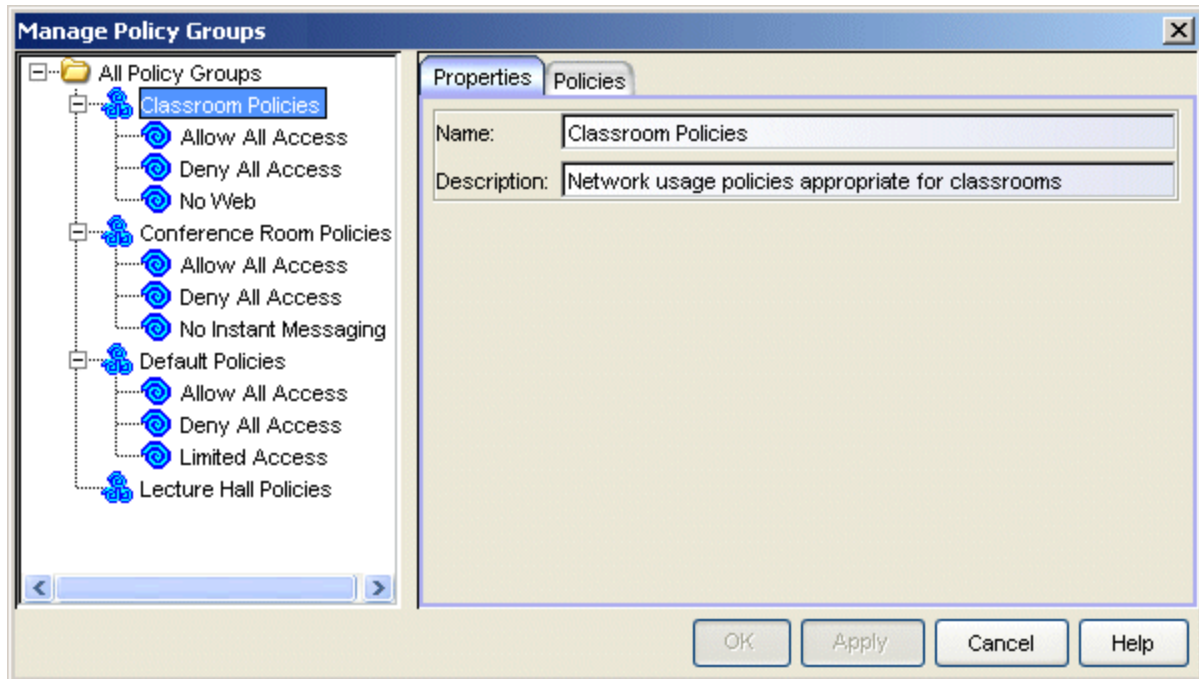 Manage Policy Groups
All Policy Groups
Classroom Policies
Allow All Access
Deny All Access
No Web
Conference Room Policies
Allow All Access
Deny All Access
No Instant Messaging
Default Policies
Allow All Access
Deny All Access
Limited Access
Lecture Hall Policies
Properties Policies
Name: Classroom Policies
Description: Network usage policies appropriate for classrooms
OK Apply Cancel Help